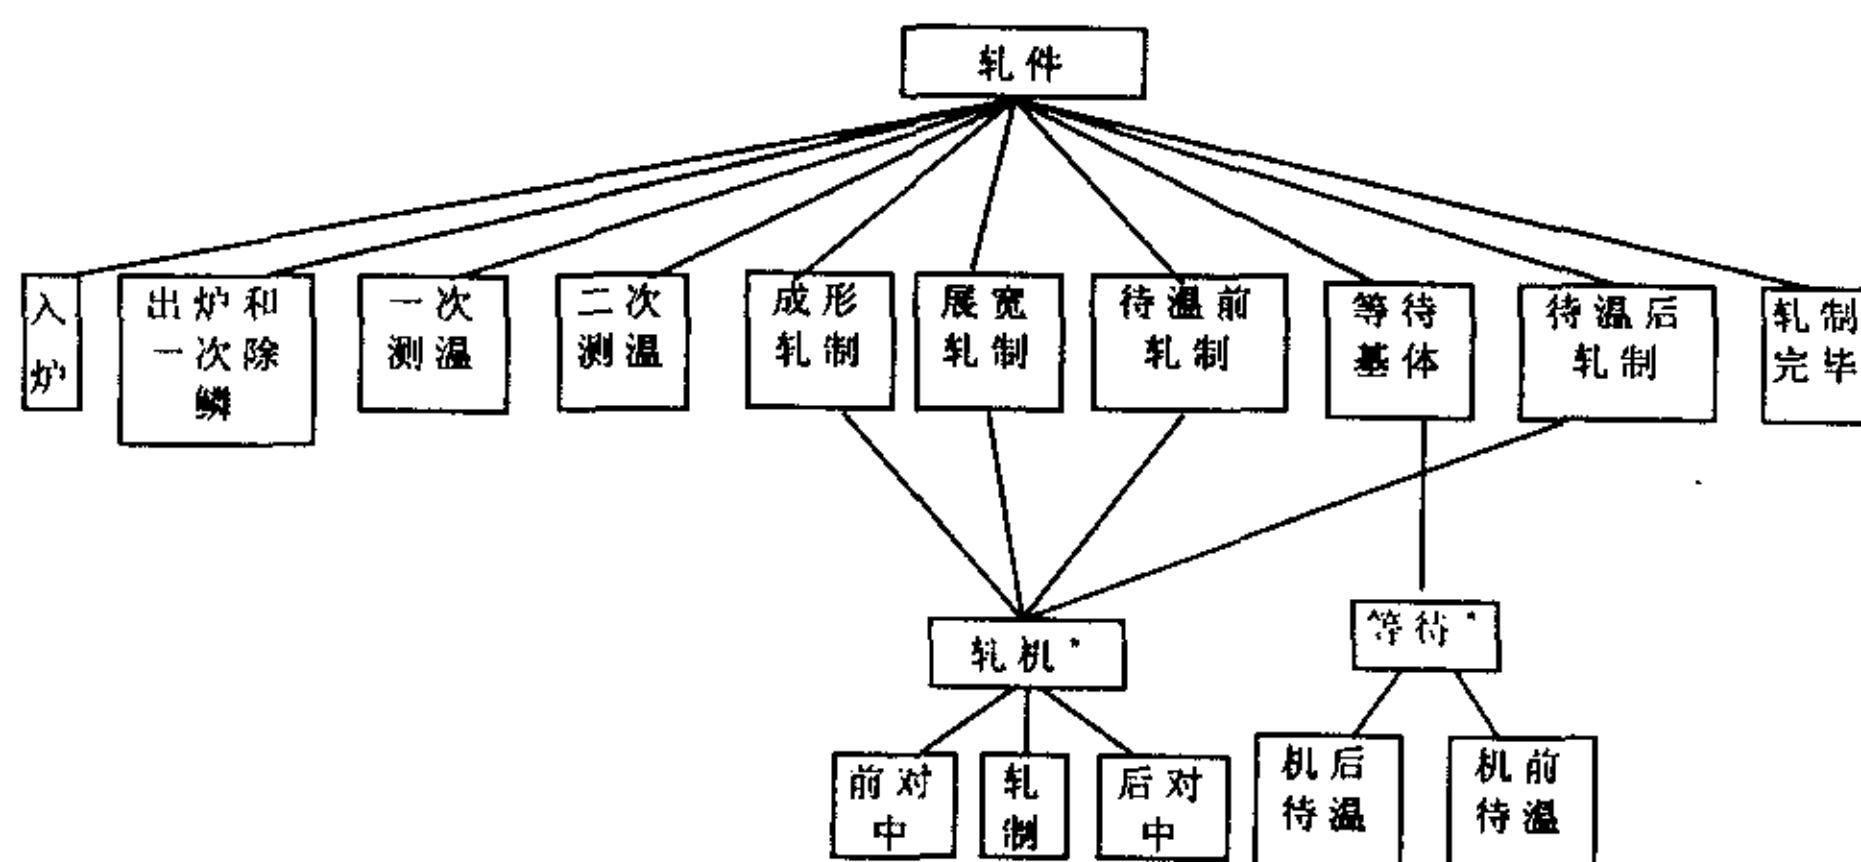 轧件
入
炉
出炉和
一次除
鳞
一次
测温
二次
测温
成形
轧制
展宽
轧制
待温前
轧制
等待
基体
待温后
轧制
轧制
完毕
轧机*
等待*
前对
中
轧
制
后对
中
机后
待温
机前
待温